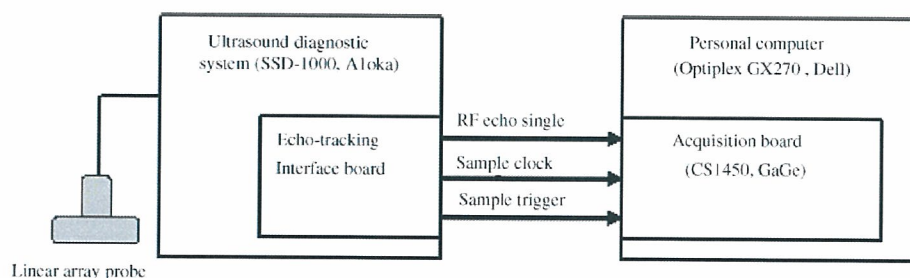 Ultrasound diagnostic
system (SSD-1000, Aloka)
Personal computer
(Optiplex GX270 , Dell)
RF echo single
Echo-tracking
Interface board
Sample clock
Sample trigger
Acquisition board
(CS1450, GaGe)
Linear array probe